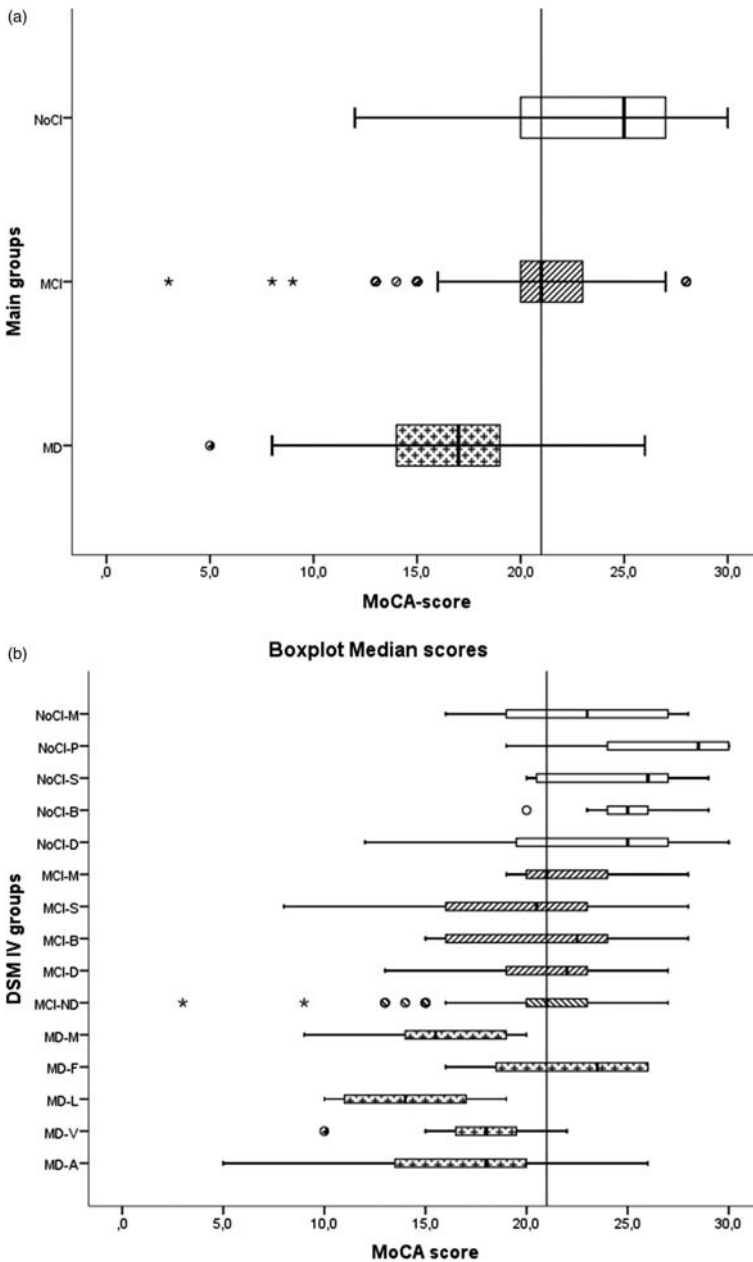 (a)
NoCI
MCI
MD
Main groups
,0 5,0 10,0 15,0 20,0 25,0 30,0
MoCA-score
(b)
Boxplot Median scores
NoCI-M
NoCI-P
NoCI-S
NoCI-B
NoCI-D
MCI-M
MCI-S
MCI-B
MCI-D
MCI-ND
MD-M
MD-F
MD-L
MD-V
MD-A
DSM IV groups
,0 5,0 10,0 15,0 20,0 25,0 30,0
MoCA score